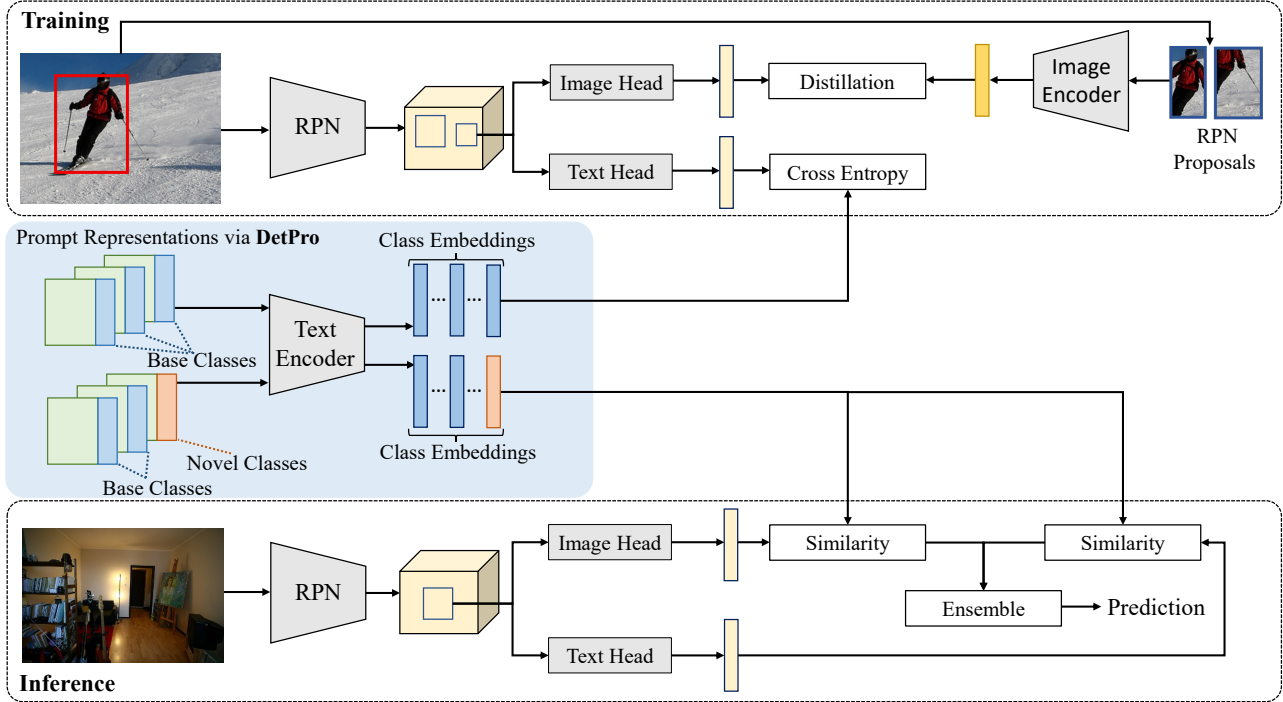 Training
RPN
Image Head
Distillation
Image
Encoder
RPN
Proposals
Text Head
Cross Entropy
Prompt Representations via DetPro
Class Embeddings
... ...
Base Classes
Text
Encoder
... ...
Novel Classes
Base Classes
Class Embeddings
RPN
Image Head
Similarity
Similarity
Ensemble
Prediction
Text Head
Inference